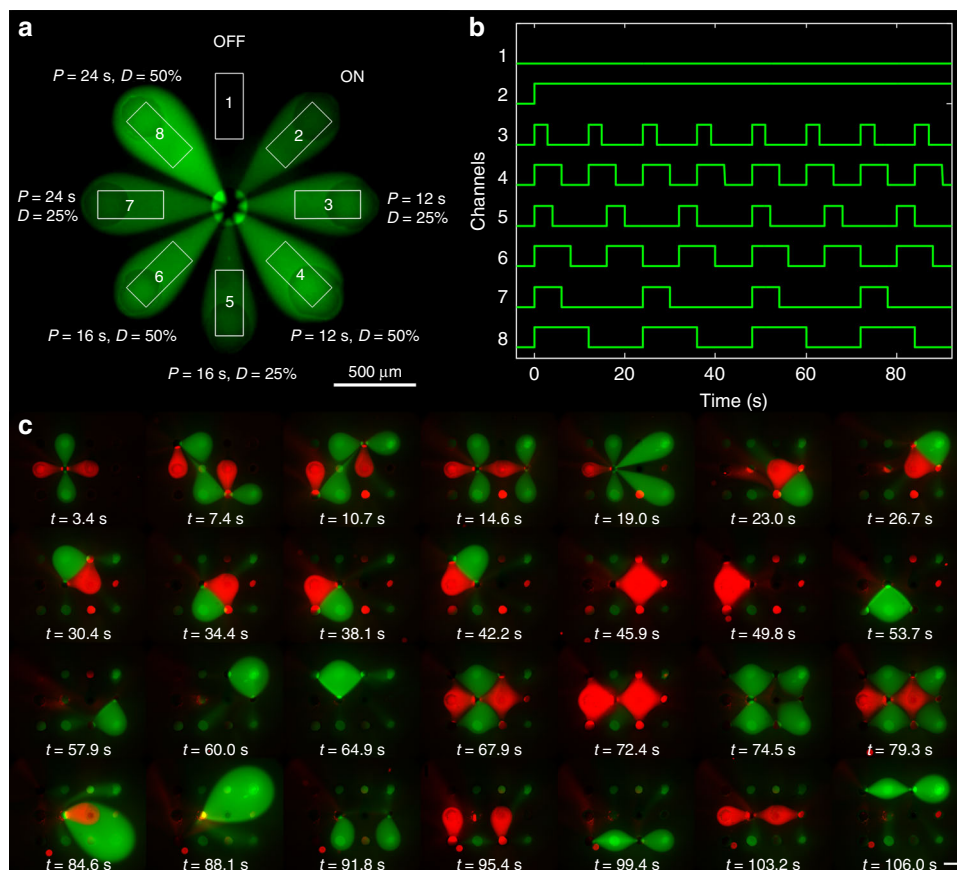 a
OFF
ON
P = 24 s, D = 50%
1
2
8
P = 24 s
D = 25%
7
3
P = 12 s
D = 25%
6
4
5
P = 16 s, D = 50%
P = 12 s, D = 50%
P = 16 s, D = 25%
500 μm
b
Channels
1
2
3
4
5
6
7
8
0 20 40 60 80
Time (s)
c
t = 3.4 s t = 7.4 s t = 10.7 s t = 14.6 s t = 19.0 s t = 23.0 s t = 26.7 s
t = 30.4 s t = 34.4 s t = 38.1 s t = 42.2 s t = 45.9 s t = 49.8 s t = 53.7 s
t = 57.9 s t = 60.0 s t = 64.9 s t = 67.9 s t = 72.4 s t = 74.5 s t = 79.3 s
t = 84.6 s t = 88.1 s t = 91.8 s t = 95.4 s t = 99.4 s t = 103.2 s t = 106.0 s